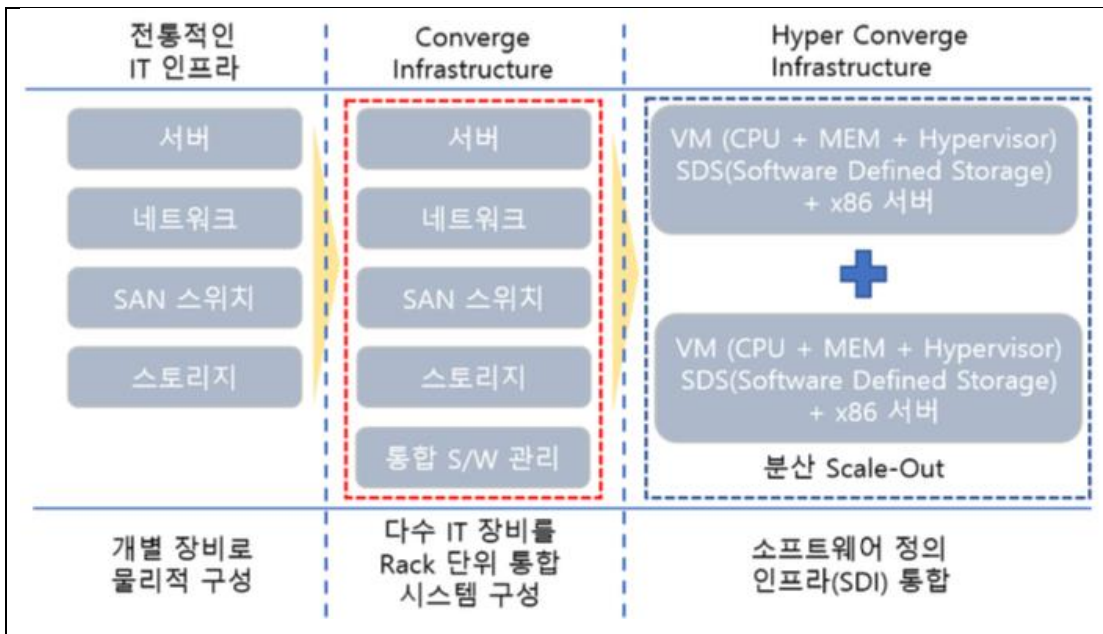 전통적인
IT 인프라
Converge
Infrastructure
Hyper Converge
Infrastructure
서버
네트워크
SAN 스위치
스토리지
서버
네트워크
SAN 스위치
스토리지
통합 S/W 관리
VM (CPU + MEM + Hypervisor)
SDS(Software Defined Storage)
+ x86 서버
VM (CPU + MEM + Hypervisor)
SDS(Software Defined Storage)
+ x86 서버
분산 Scale-Out
개별 장비로
물리적 구성
다수 IT 장비를
Rack 단위 통합
시스템 구성
소프트웨어 정의
인프라(SDI) 통합